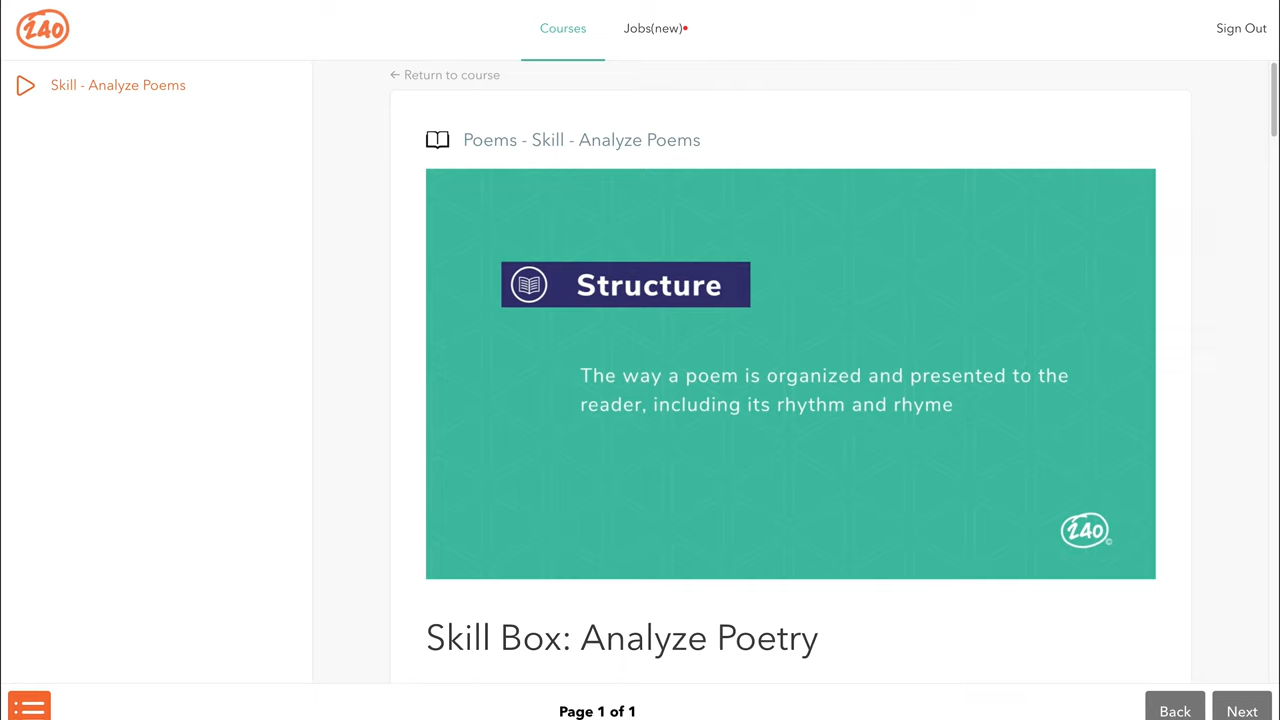 240
Courses
Jobs(new)
Sign Out
Skill - Analyze Poems
← Return to course
Poems - Skill - Analyze Poems
Structure
The way a poem is organized and presented to the
reader, including its rhythm and rhyme
240
Skill Box: Analyze Poetry
Page 1 of 1
Back
Next